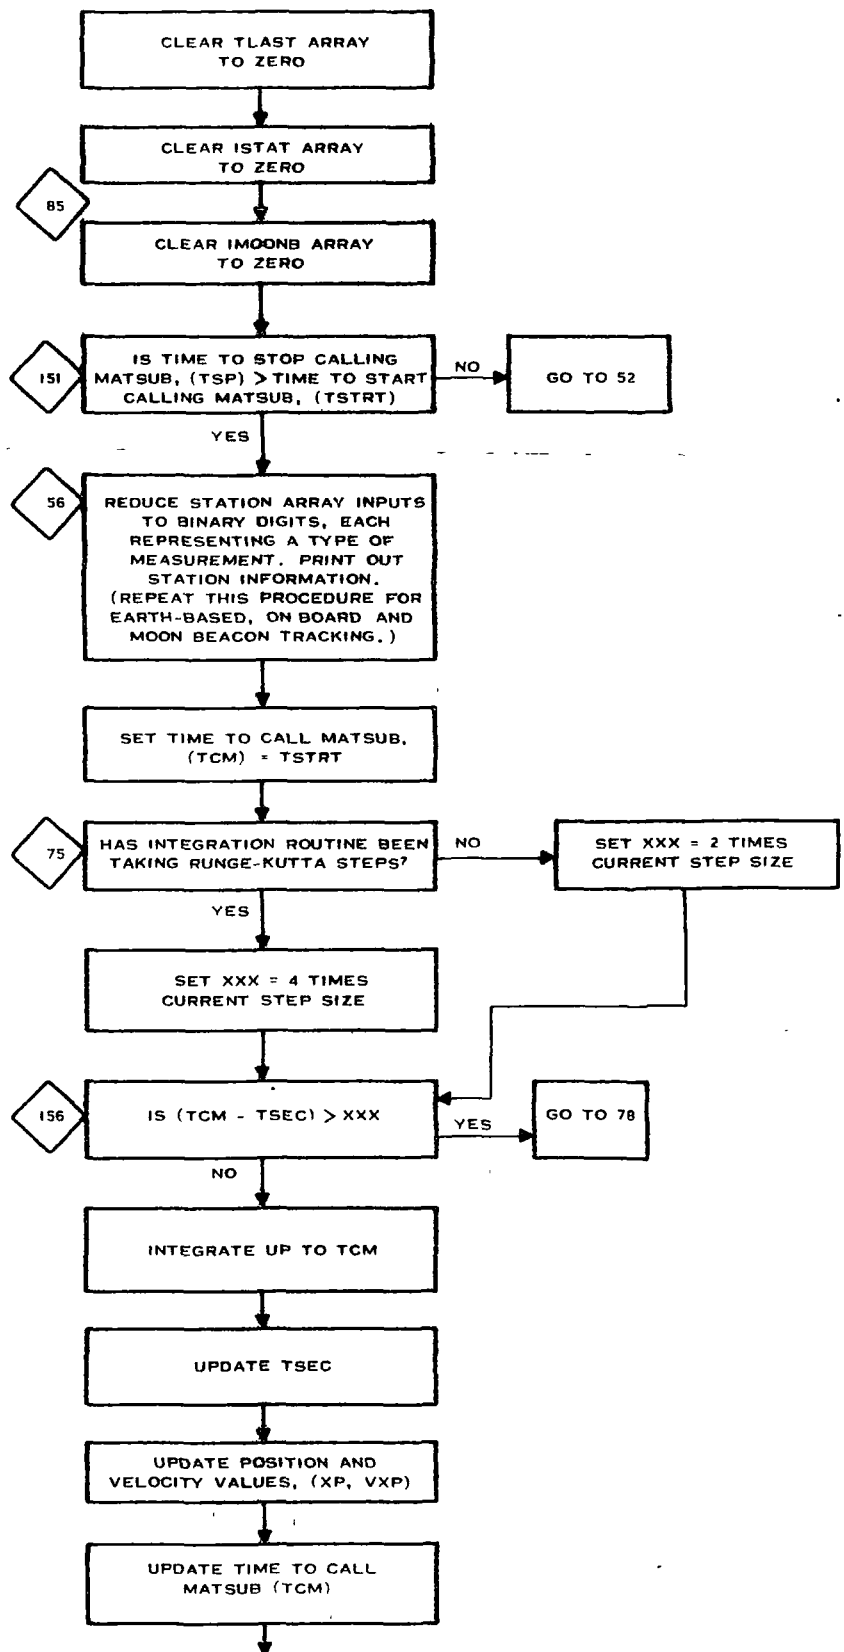 CLEAR TLAST ARRAY
TO ZERO
CLEAR ISTAT ARRAY
TO ZERO
85
CLEAR IMOONB ARRAY
TO ZERO
151
IS TIME TO STOP CALLING
MATSUB, (TSP) > TIME TO START
CALLING MATSUB, (TSTRT)
NO
GO TO 52
YES
56
REDUCE STATION ARRAY INPUTS
TO BINARY DIGITS, EACH
REPRESENTING A TYPE OF
MEASUREMENT. PRINT OUT
STATION INFORMATION.
(REPEAT THIS PROCEDURE FOR
EARTH-BASED, ON BOARD AND
MOON BEACON TRACKING.)
SET TIME TO CALL MATSUB,
(TCM) = TSTRT
75
HAS INTEGRATION ROUTINE BEEN
TAKING RUNGE-KUTTA STEPS?
NO
SET XXX = 2 TIMES
CURRENT STEP SIZE
YES
SET XXX = 4 TIMES
CURRENT STEP SIZE
156
IS (TCM - TSEC) > XXX
YES
GO TO 78
NO
INTEGRATE UP TO TCM
UPDATE TSEC
UPDATE POSITION AND
VELOCITY VALUES, (XP, VXP)
UPDATE TIME TO CALL
MATSUB (TCM)